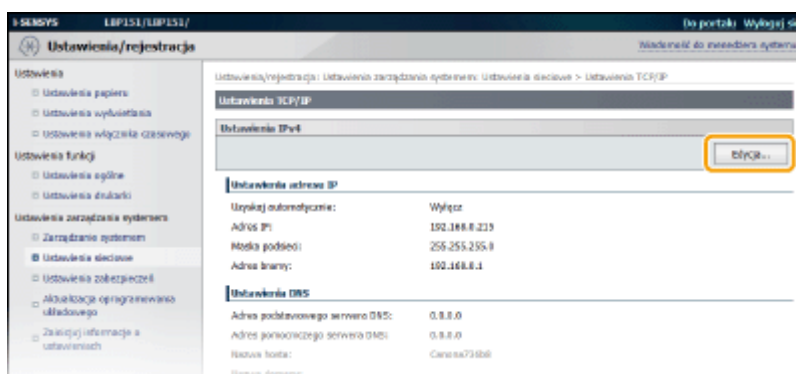 i-SENSYS LBP151/LBP151/ Do portalu Wyloguj si
Ustawienia/rejestracja Wiadomość do menedżera systemu
Ustawienia
Ustawienia papieru
Ustawienia wyświetlania
Ustawienia włącznika czasowego
Ustawienia funkcji
Ustawienia ogólne
Ustawienia drukarki
Ustawienia zarządzania systemem
Zarządzanie systemem
Ustawienia sieciowe
Ustawienia zabezpieczeń
Aktualizacja oprogramowania
układowego
Zainicjuj informacje o
ustawieniach
Ustawienia/rejestracja: Ustawienia zarządzania systemem: Ustawienia sieciowe > Ustawienia TCP/IP
Ustawienia TCP/IP
Ustawienia IPv4
Edycja...
Ustawienia adresu IP
Uzyskaj automatycznie: Wyłącz
Adres IP: 192.168.0.215
Maska podsieci: 255.255.255.0
Adres bramy: 192.168.0.1
Ustawienia DNS
Adres podstawowego serwera DNS: 0.0.0.0
Adres pomocniczego serwera DNS: 0.0.0.0
Nazwa hosta: